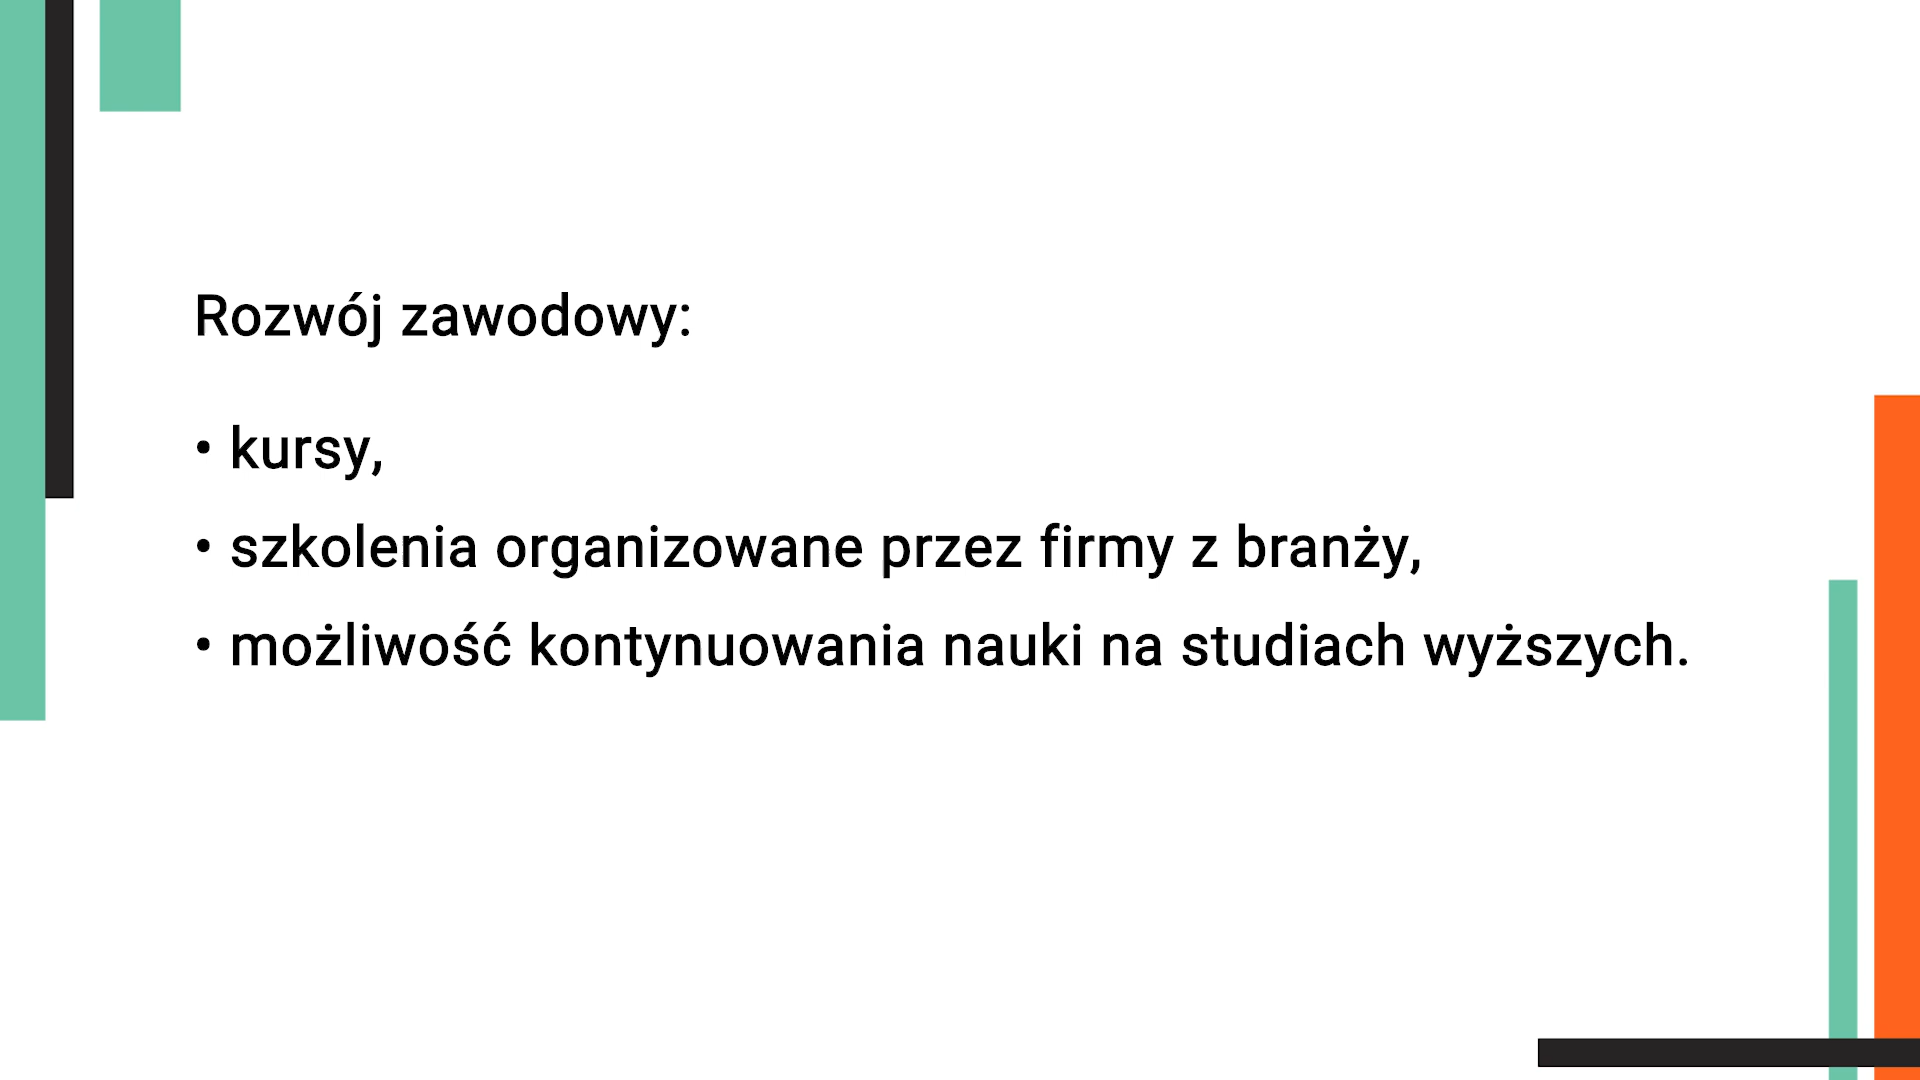 Rozwój zawodowy:
• kursy,
• szkolenia organizowane przez firmy z branży,
• możliwość kontynuowania nauki na studiach wyższych.